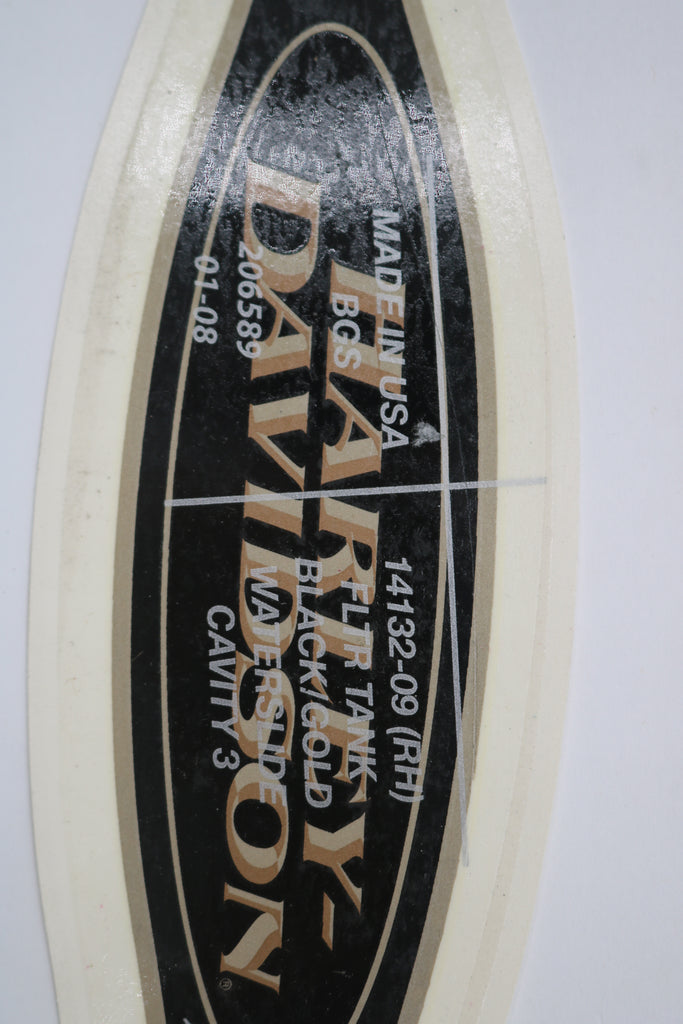 HARLEY-
DAVIDSON®
MADE IN USA
BGS
206589
01-08
14132-09 (RH)
FLTR TANK
BLACK/GOLD
WATERSLIDE
CAVITY 3